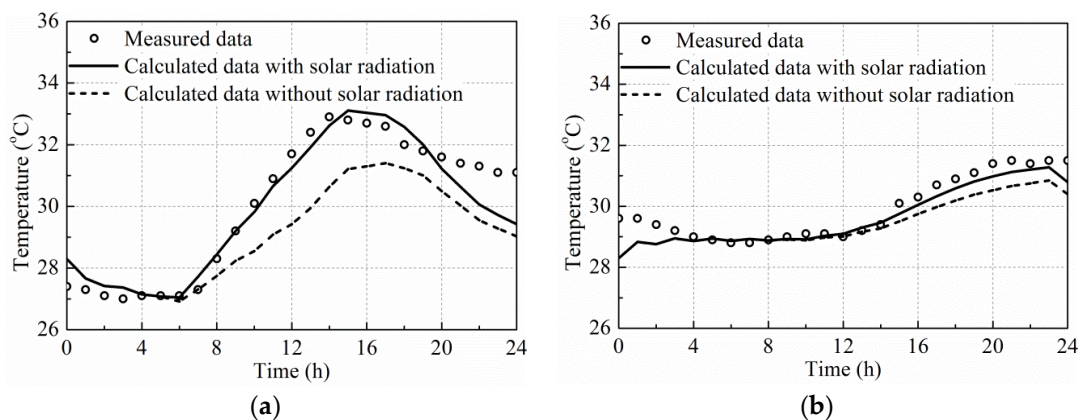 36
34
32
30
28
26
Temperature (°C)
Measured data
Calculated data with solar radiation
Calculated data without solar radiation
0 4 8 12 16 20 24
Time (h)
(a)
36
34
32
30
28
26
Temperature (°C)
Measured data
Calculated data with solar radiation
Calculated data without solar radiation
0 4 8 12 16 20 24
Time (h)
(b)